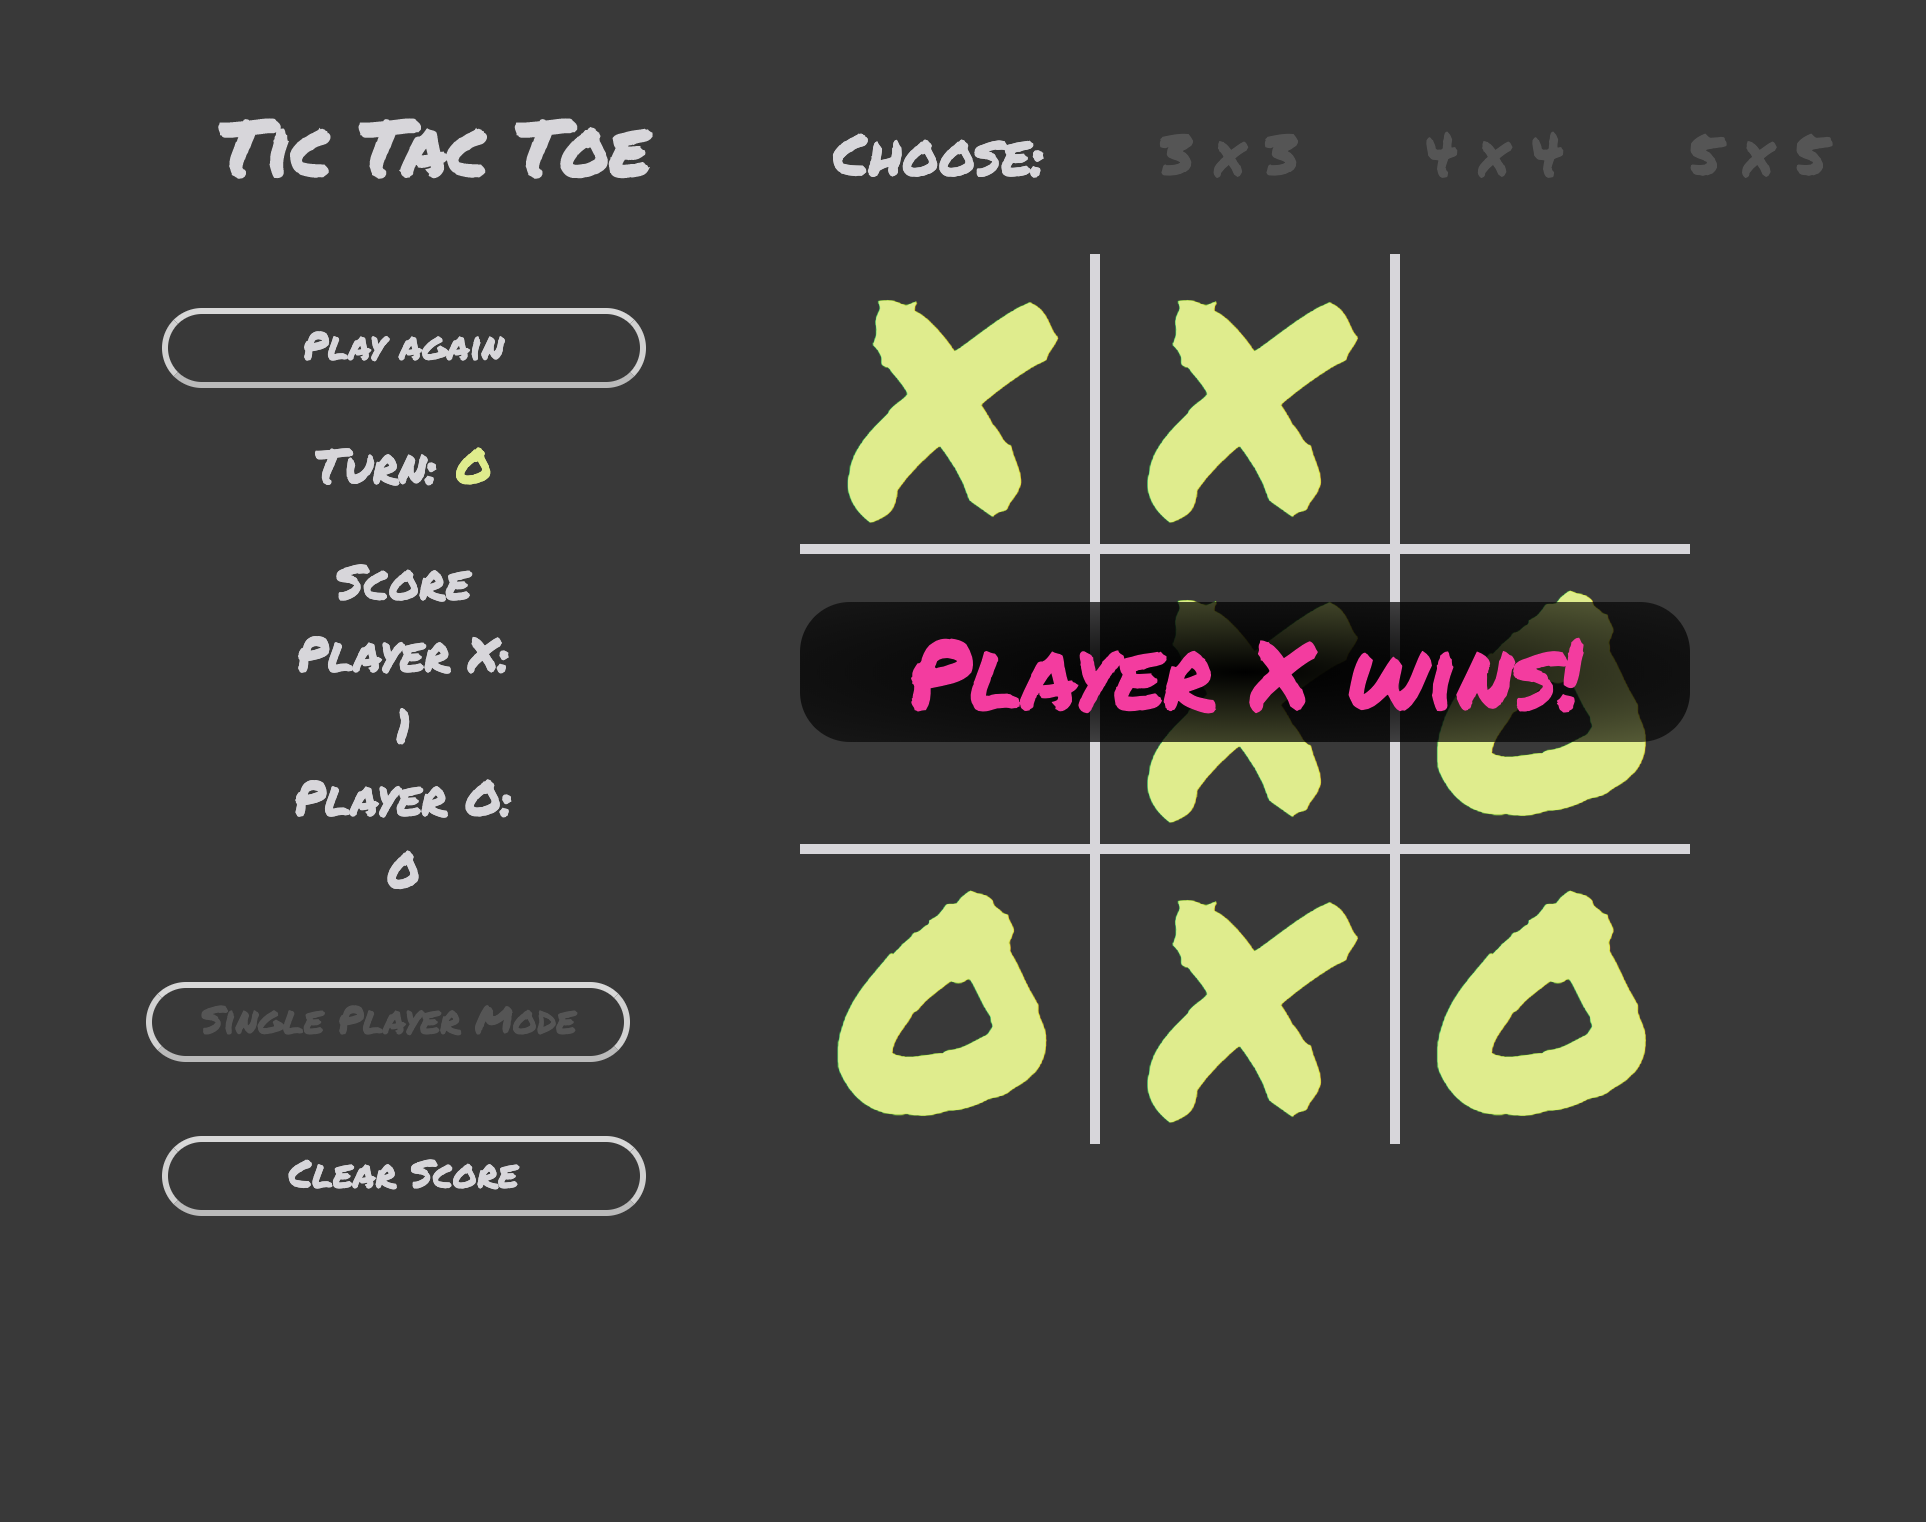 Tic Tac Toe
Choose:
3 x 3
4 x 4
5 x 5
Play again
Turn: O
Score
Player X:
1
Player O:
0
Single Player Mode
Clear Score
X X
X O
O X O
Player X wins!